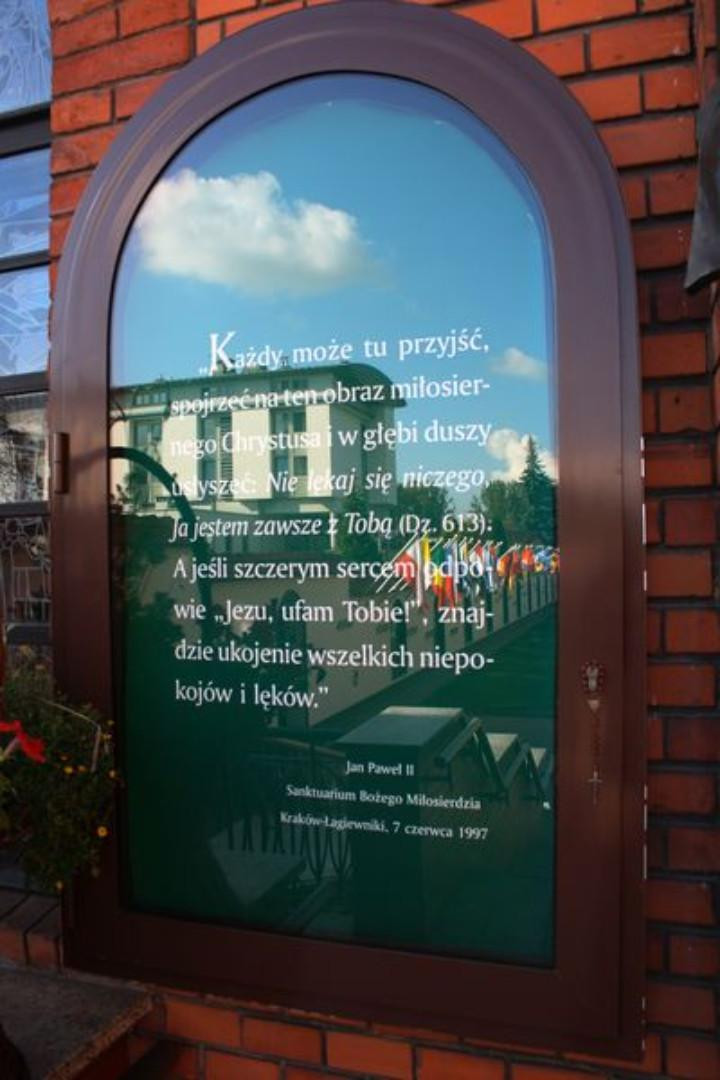 „Każdy może tu przyjść,
spojrzeć na ten obraz miłosier-
nego Chrystusa i w głębi duszy
usłyszeć: Nie lękaj się niczego,
Ja jestem zawsze z Tobą (Dz. 613).
A jeśli szczerym sercem odpo-
wie „Jezu, ufam Tobie!”, znaj-
dzie ukojenie wszelkich niepo-
kojów i lęków.”
Jan Paweł II
Sanktuarium Bożego Miłosierdzia
Kraków-Łagiewniki, 7 czerwca 1997